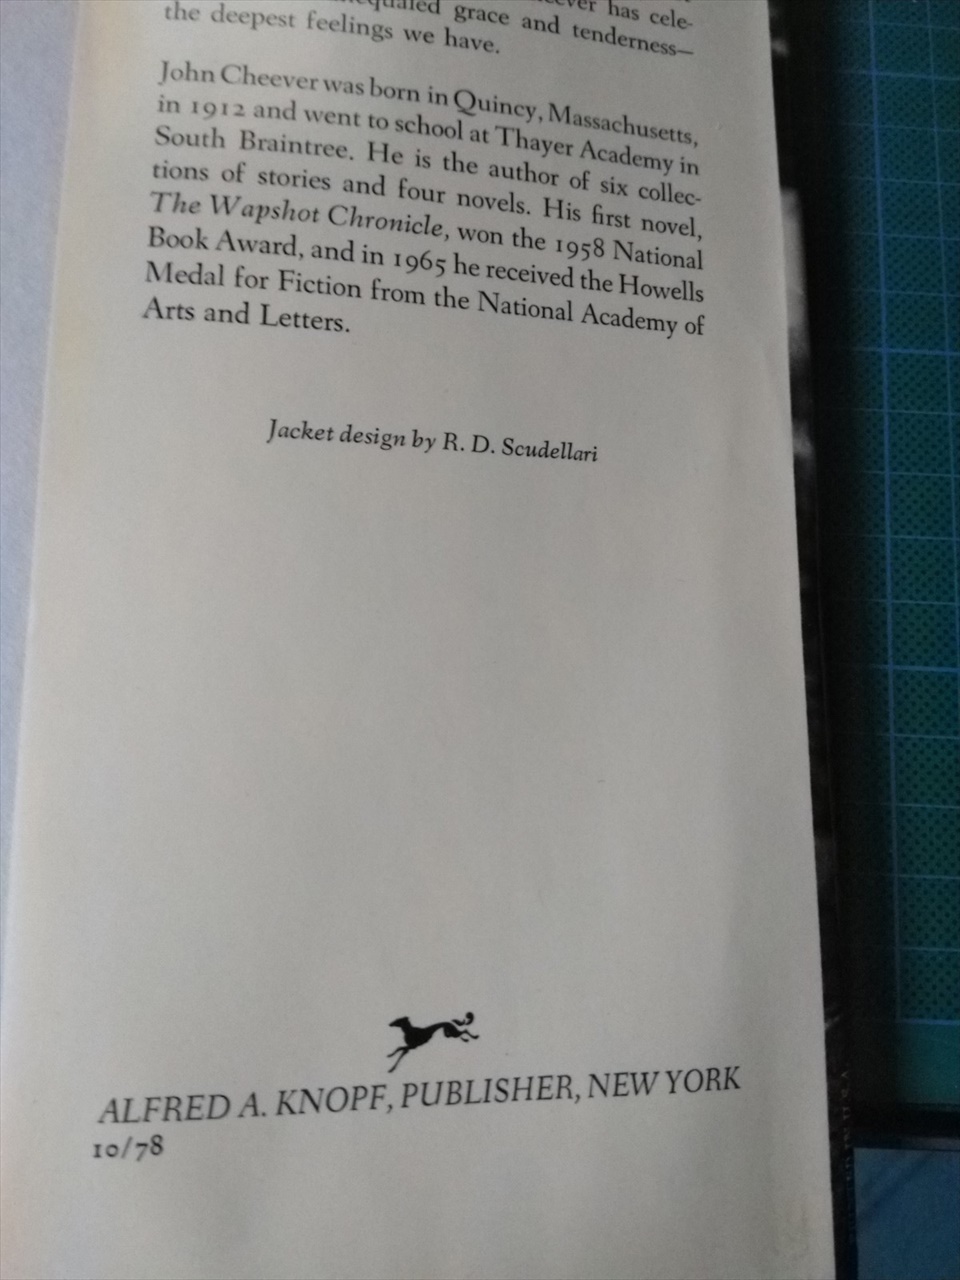 grace and tenderness—
has cele-
the deepest feelings we have.
John Cheever was born in Quincy, Massachusetts,
in 1912 and went to school at Thayer Academy in
South Braintree. He is the author of six collec-
tions of stories and four novels. His first novel,
The Wapshot Chronicle, won the 1958 National
Book Award, and in 1965 he received the Howells
Medal for Fiction from the National Academy of
Arts and Letters.
Jacket design by R. D. Scudellari
ALFRED A. KNOPF, PUBLISHER, NEW YORK
10/78